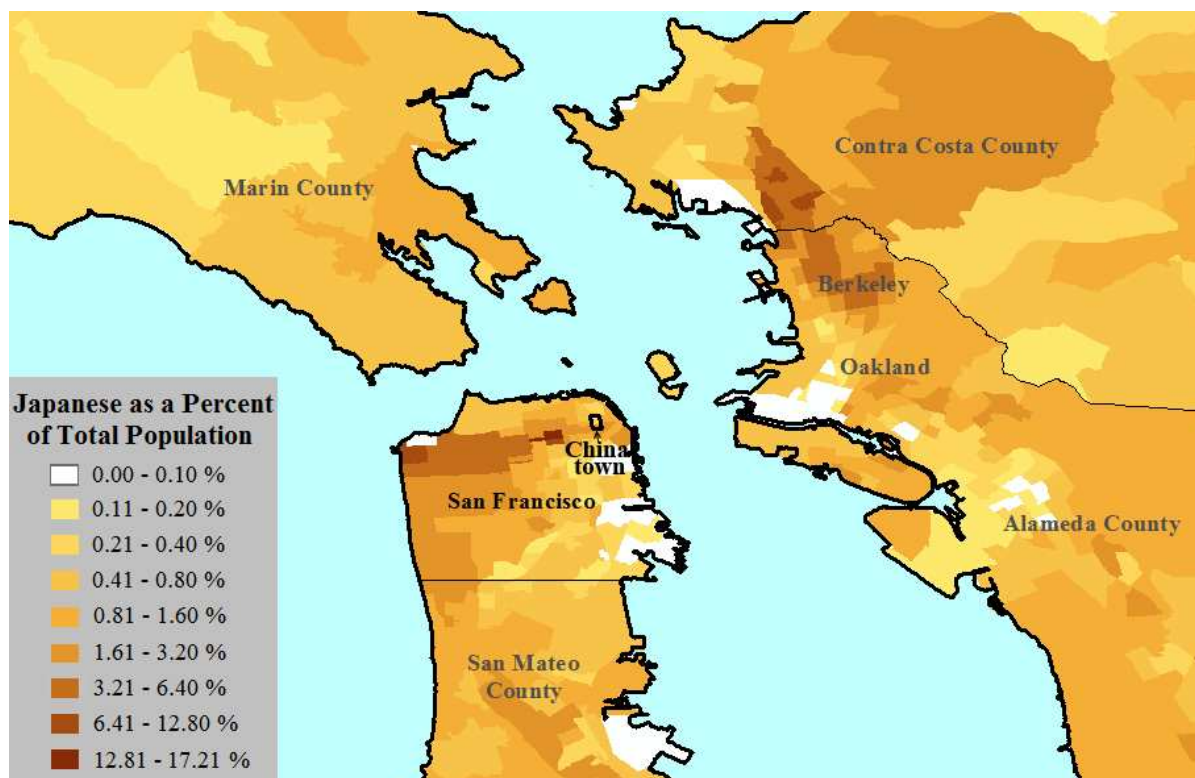 Contra Costa County
Marin County
Berkeley
Oakland
China
town
San Francisco
Alameda County
San Mateo
County
Japanese as a Percent
of Total Population
0.00 - 0.10 %
0.11 - 0.20 %
0.21 - 0.40 %
0.41 - 0.80 %
0.81 - 1.60 %
1.61 - 3.20 %
3.21 - 6.40 %
6.41 - 12.80 %
12.81 - 17.21 %